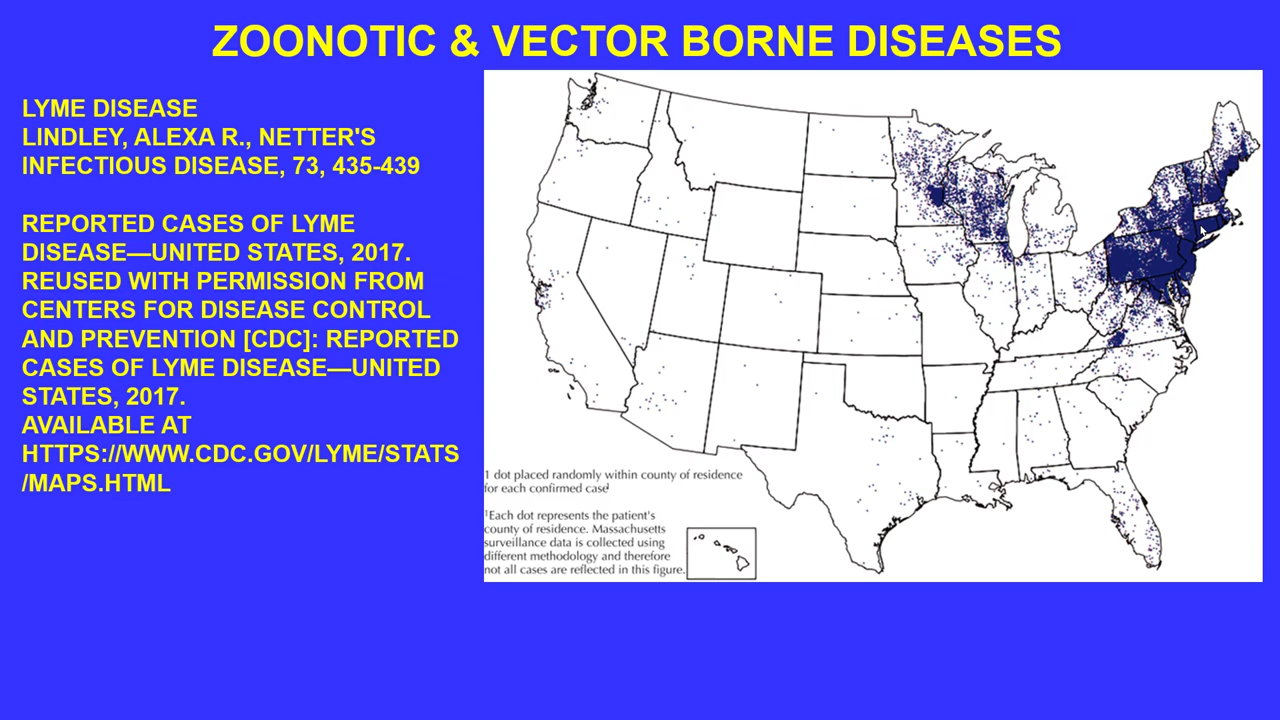 ZOONOTIC & VECTOR BORNE DISEASES
LYME DISEASE
LINDLEY, ALEXA R., NETTER'S
INFECTIOUS DISEASE, 73, 435-439
REPORTED CASES OF LYME
DISEASE—UNITED STATES, 2017.
REUSED WITH PERMISSION FROM
CENTERS FOR DISEASE CONTROL
AND PREVENTION [CDC]: REPORTED
CASES OF LYME DISEASE—UNITED
STATES, 2017.
AVAILABLE AT
HTTPS://WWW.CDC.GOV/LYME/STATS
/MAPS.HTML
1 dot placed randomly within county of residence
for each confirmed case¹
¹Each dot represents the patient's
county of residence. Massachusetts
surveillance data is collected using
different methodology and therefore
not all cases are reflected in this figure.